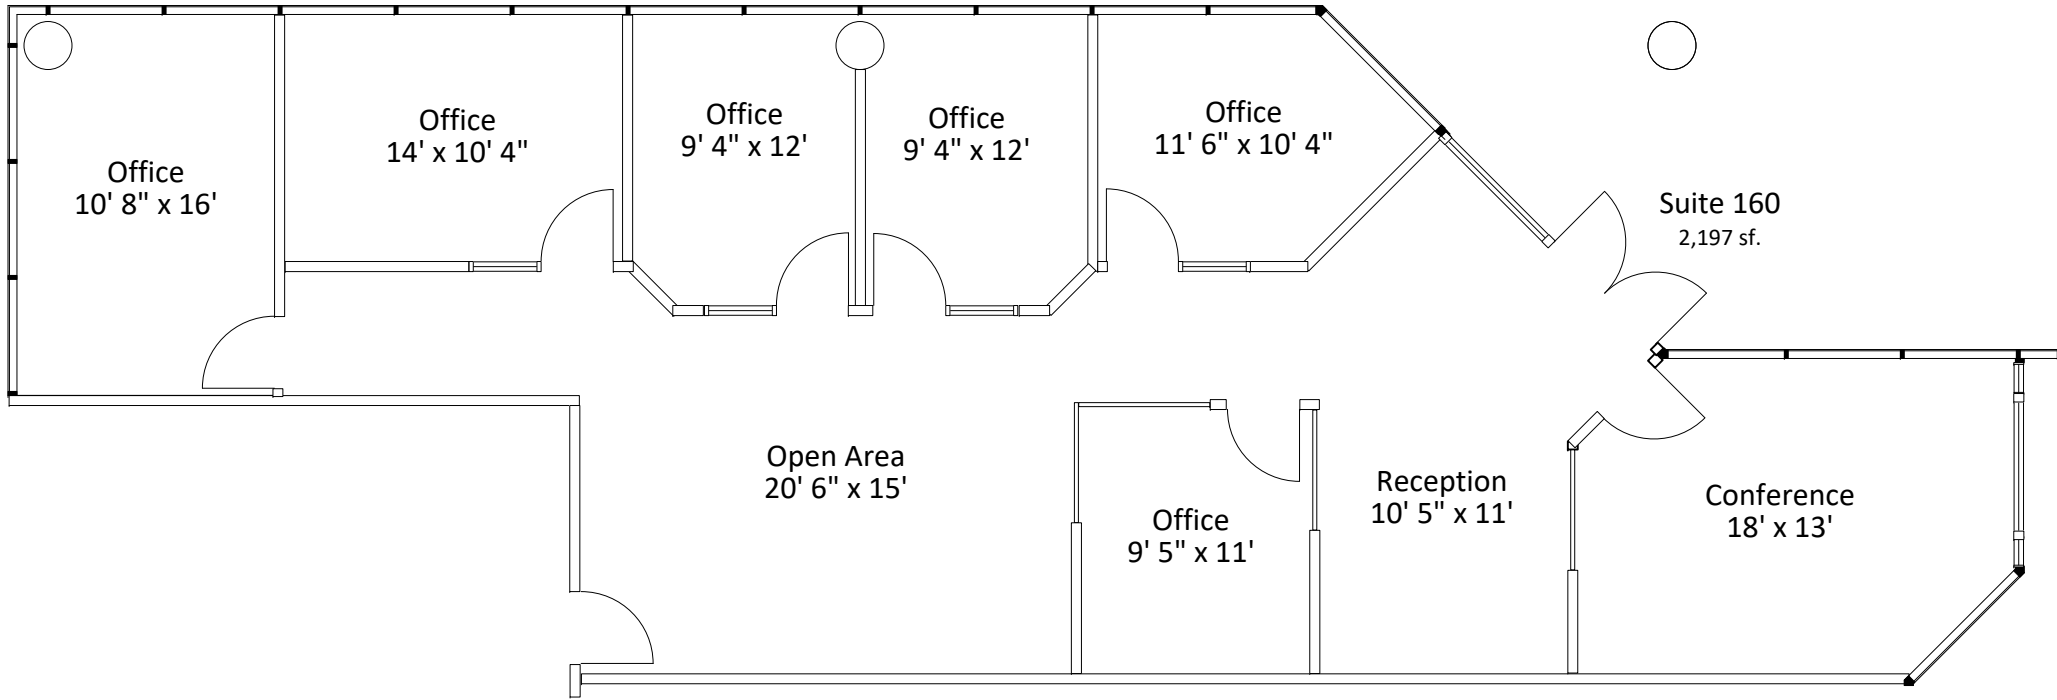 Office
10' 8" x 16'
Office
14' x 10' 4"
Office
9' 4" x 12'
Office
9' 4" x 12'
Office
11' 6" x 10' 4"
Suite 160
2,197 sf.
Open Area
20' 6" x 15'
Office
9' 5" x 11'
Reception
10' 5" x 11'
Conference
18' x 13'